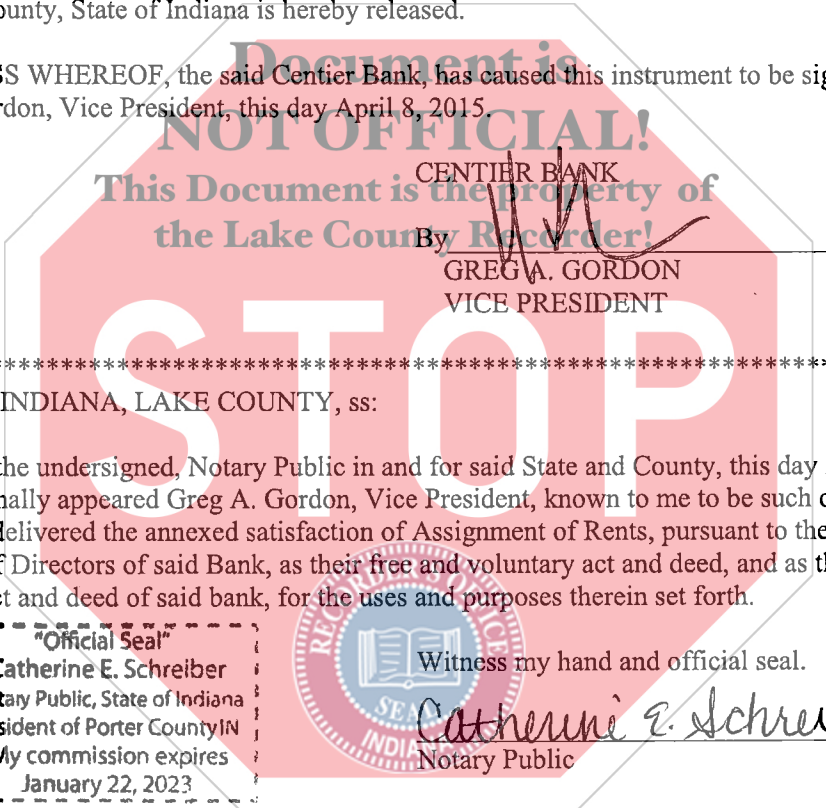 ounty, State of Indiana is hereby released.
SS WHEREOF, the said Centier Bank, has caused this instrument to be sig
rdon, Vice President, this day April 8, 2015.
Document is
NOT OFFICIAL!
This Document is the property of
the Lake County Recorder!
CENTIER BANK
By
GREG A. GORDON
VICE PRESIDENT
STOP
INDIANA, LAKE COUNTY, ss:
the undersigned, Notary Public in and for said State and County, this day
nally appeared Greg A. Gordon, Vice President, known to me to be such o
delivered the annexed satisfaction of Assignment of Rents, pursuant to the
f Directors of said Bank, as their free and voluntary act and deed, and as th
ct and deed of said bank, for the uses and purposes therein set forth.
"Official Seal"
Catherine E. Schreiber
tary Public, State of Indiana
sident of Porter County IN
My commission expires
January 22, 2023
RECORDER'S OFFICE
SEAL
INDIANA
Witness my hand and official seal.
Catherine E. Schrei
Notary Public